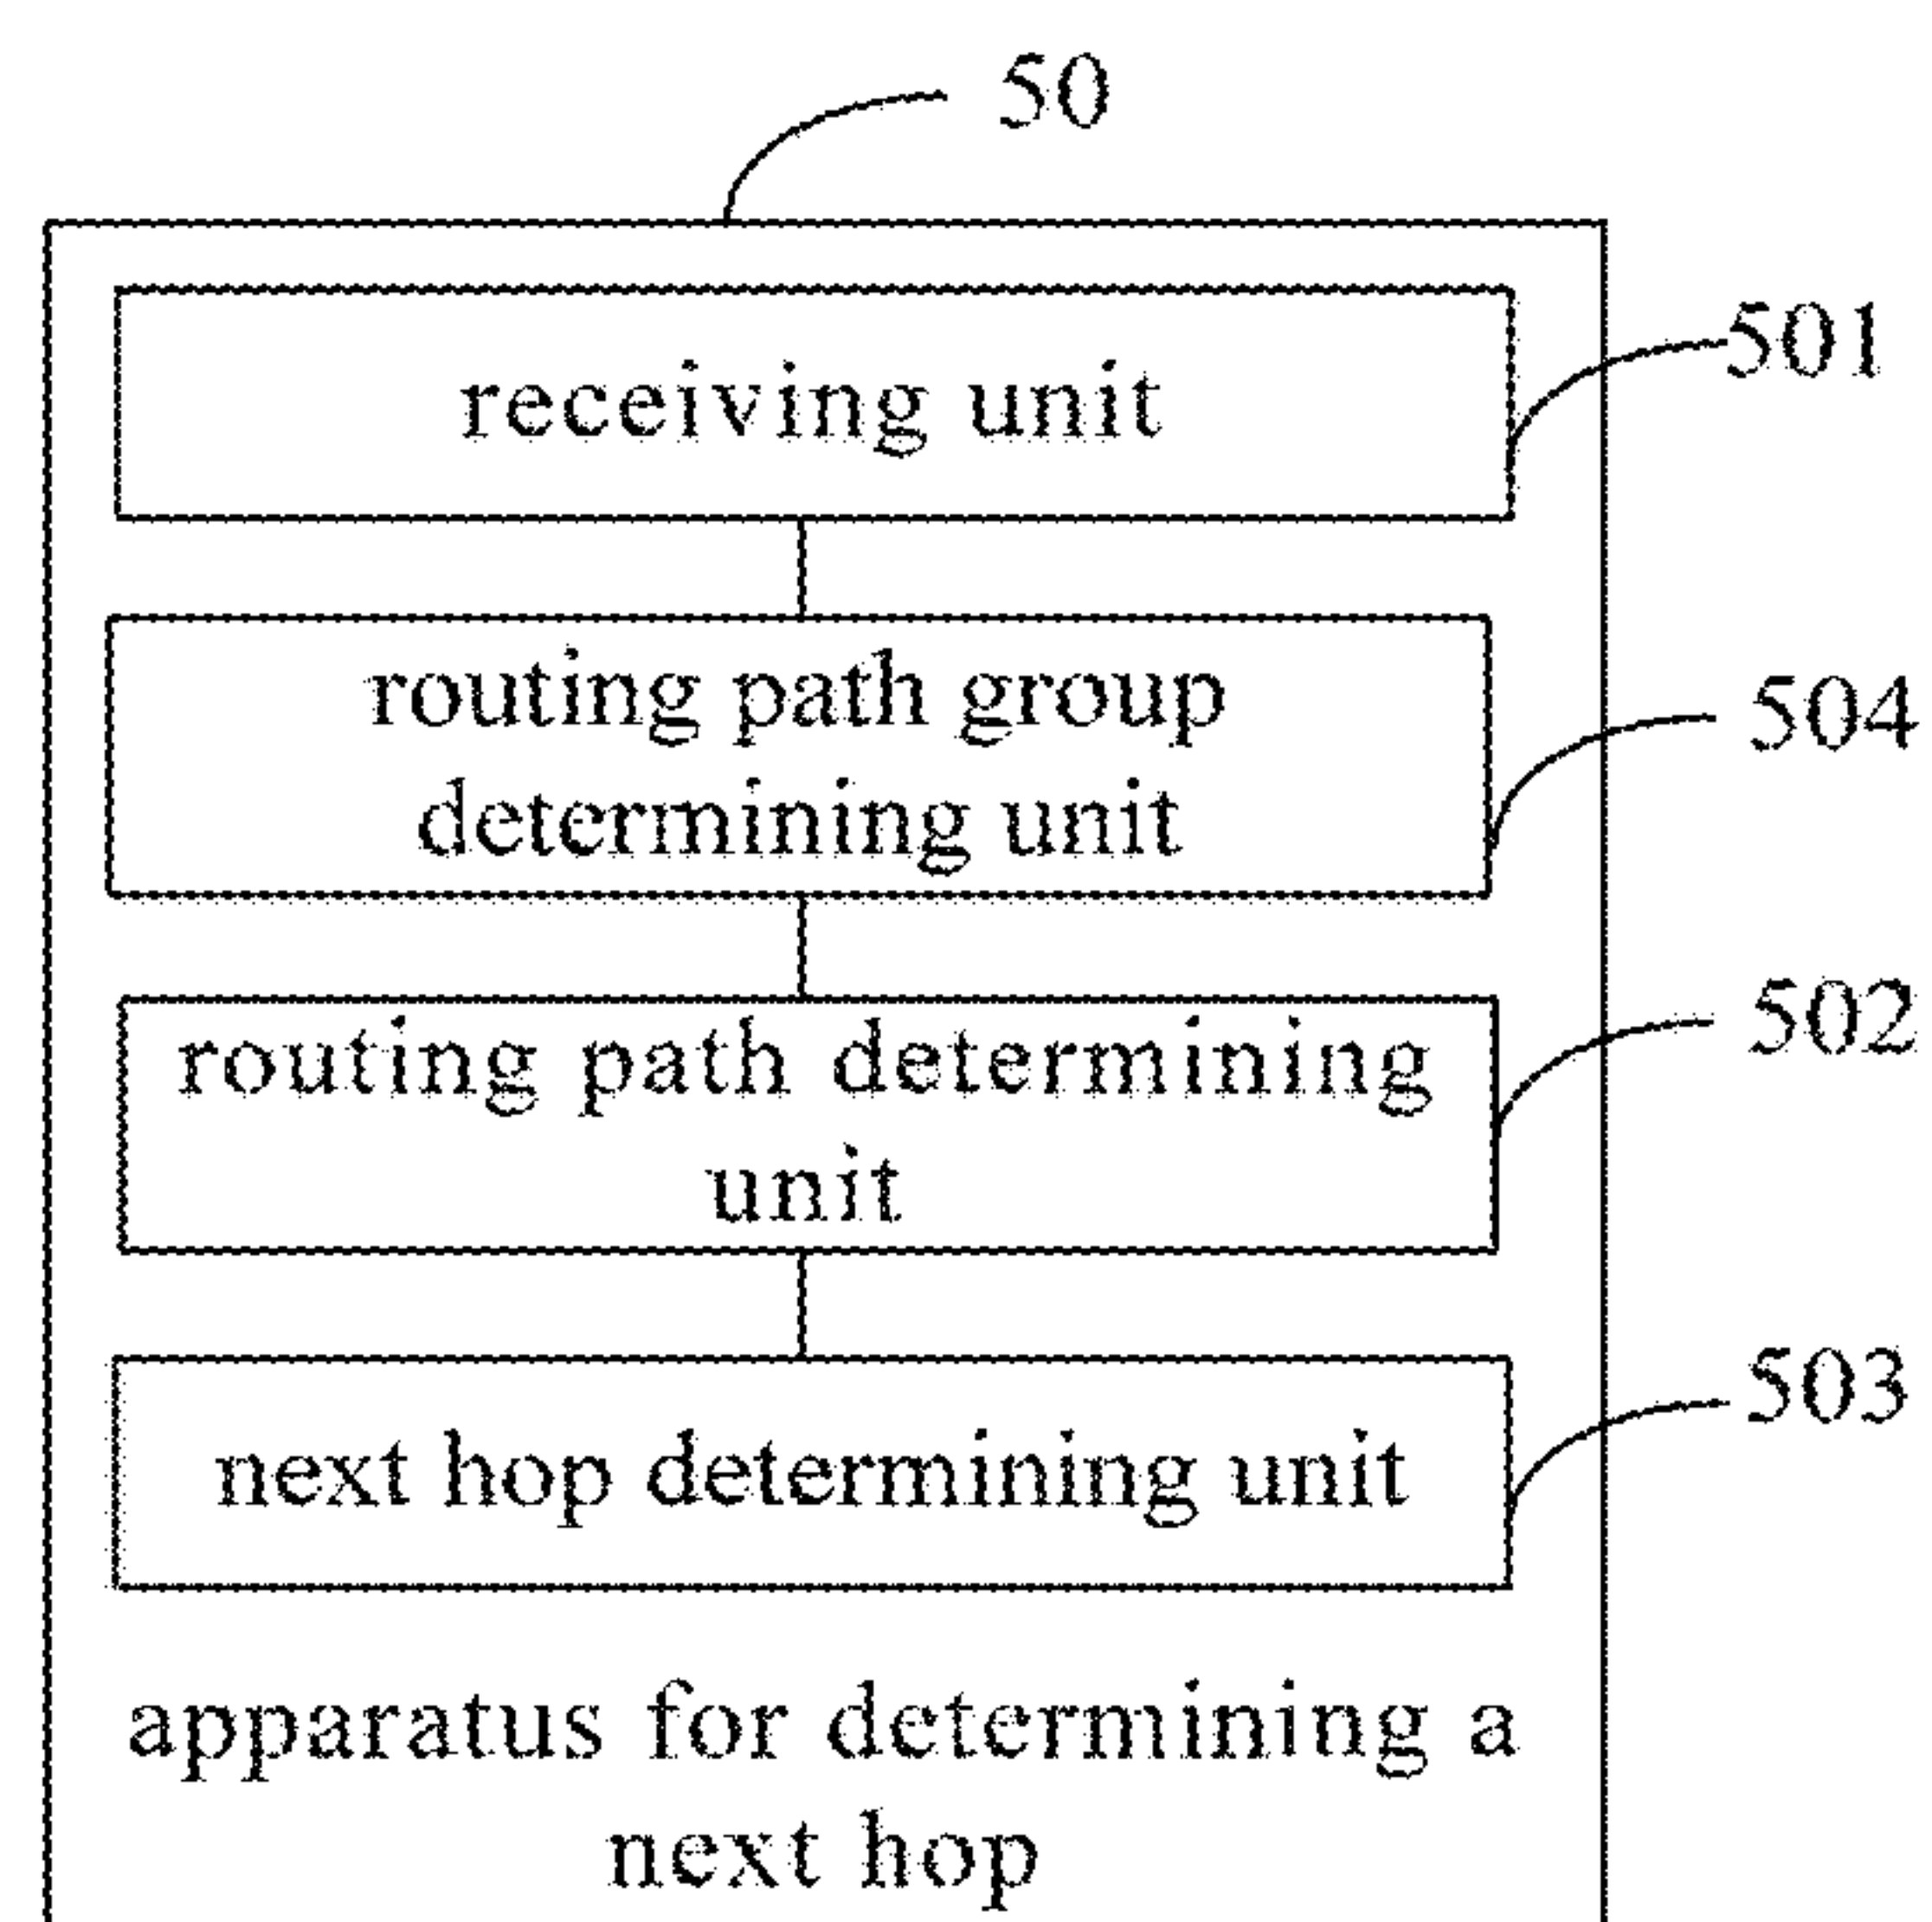 50
receiving unit
501
routing path group
determining unit
504
routing path determining
unit
502
next hop determining unit
503
apparatus for determining a
next hop